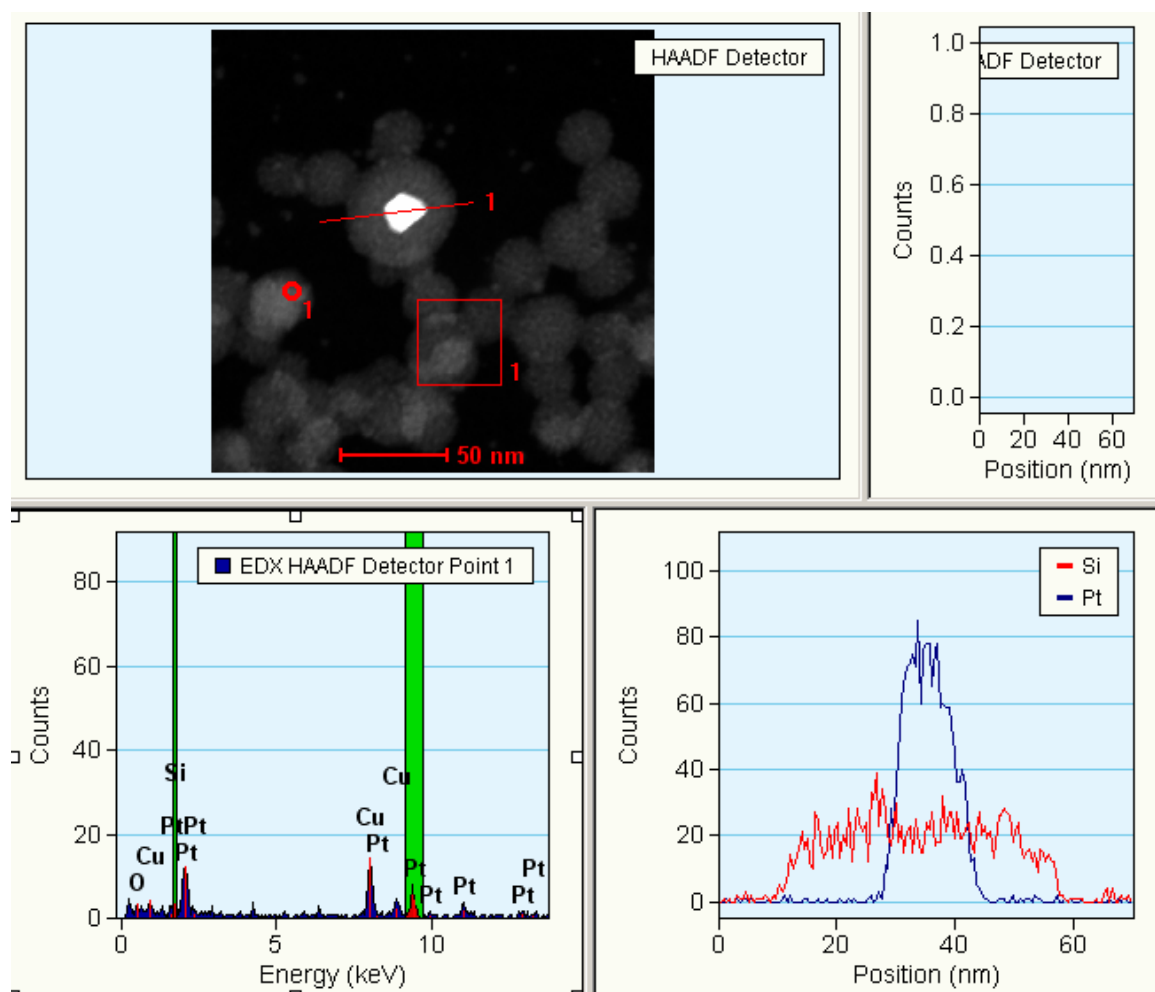 HAADF Detector
1
1
1
50 nm
ADF Detector
1.0
0.8
0.6
0.4
0.2
0.0
Counts
0 20 40 60
Position (nm)
EDX HAADF Detector Point 1
80
60
40
20
0
Counts
Si
Cu
PtPt
Cu
Cu
Pt
Pt
O
Pt
Pt
Pt
Pt
Pt
0 10
Energy (keV)
Si
Pt
100
80
60
40
20
0
Counts
0 20 40 60
Position (nm)